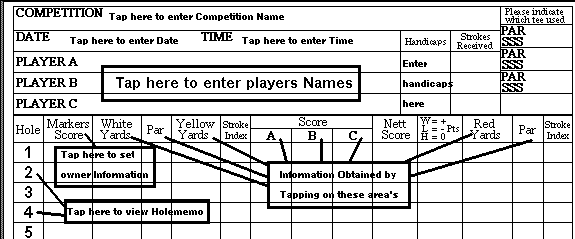 COMPETITION Tap here to enter Competition Name Please indicate
which tee used
DATE Tap here to enter Date TIME Tap here to enter Time Handicaps Strokes
Received PAR
SSS
PLAYER A Enter PAR
SSS
PLAYER B Tap here to enter players Names handicaps PAR
SSS
PLAYER C here
Hole Markers
Score White
Yards Par Yellow
Yards Stroke
Index Score
A B C Nett
Score W = +
L = - Pts
H = 0 Red
Yards Par Stroke
Index
1 Tap here to set
owner Information
2 Information Obtained by
Tapping on these area's
3
4 Tap here to view Holememo
5